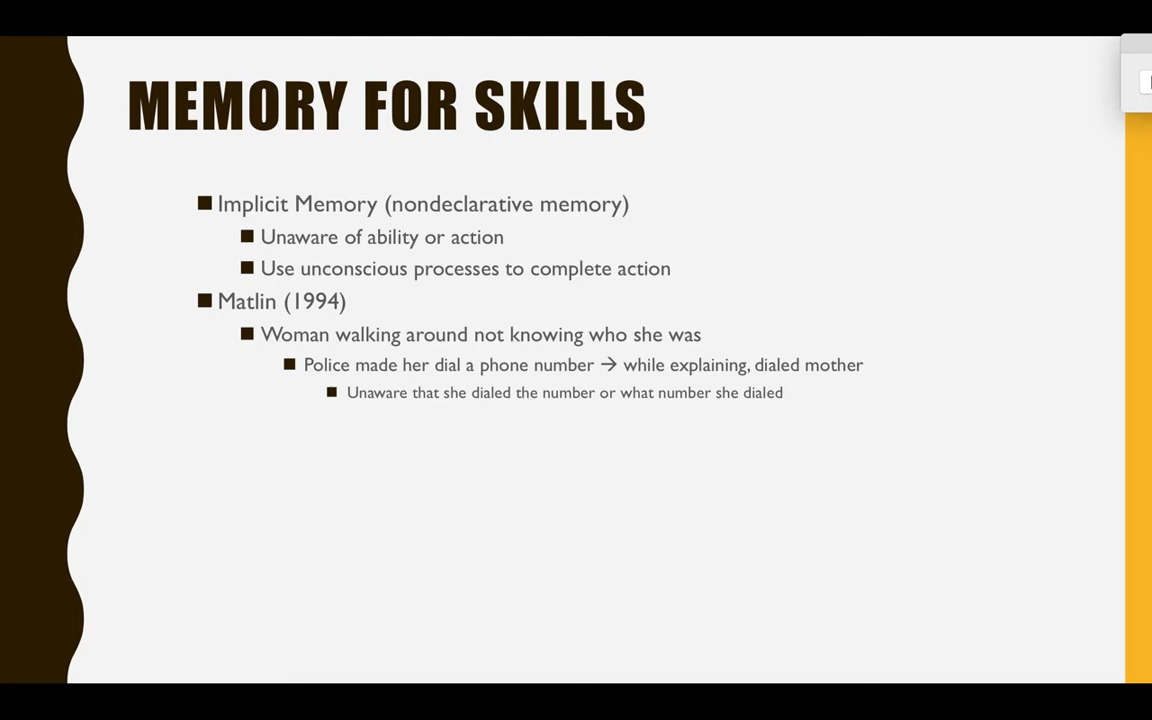 MEMORY FOR SKILLS
Implicit Memory (nondeclarative memory)
Unaware of ability or action
Use unconscious processes to complete action
Matlin (1994)
Woman walking around not knowing who she was
Police made her dial a phone number → while explaining, dialed mother
Unaware that she dialed the number or what number she dialed